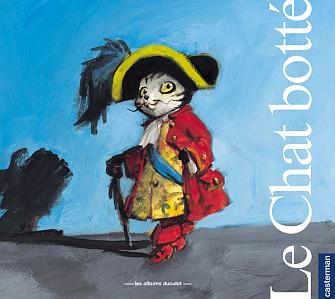 Le Chat botté
casterman
les albums duculot